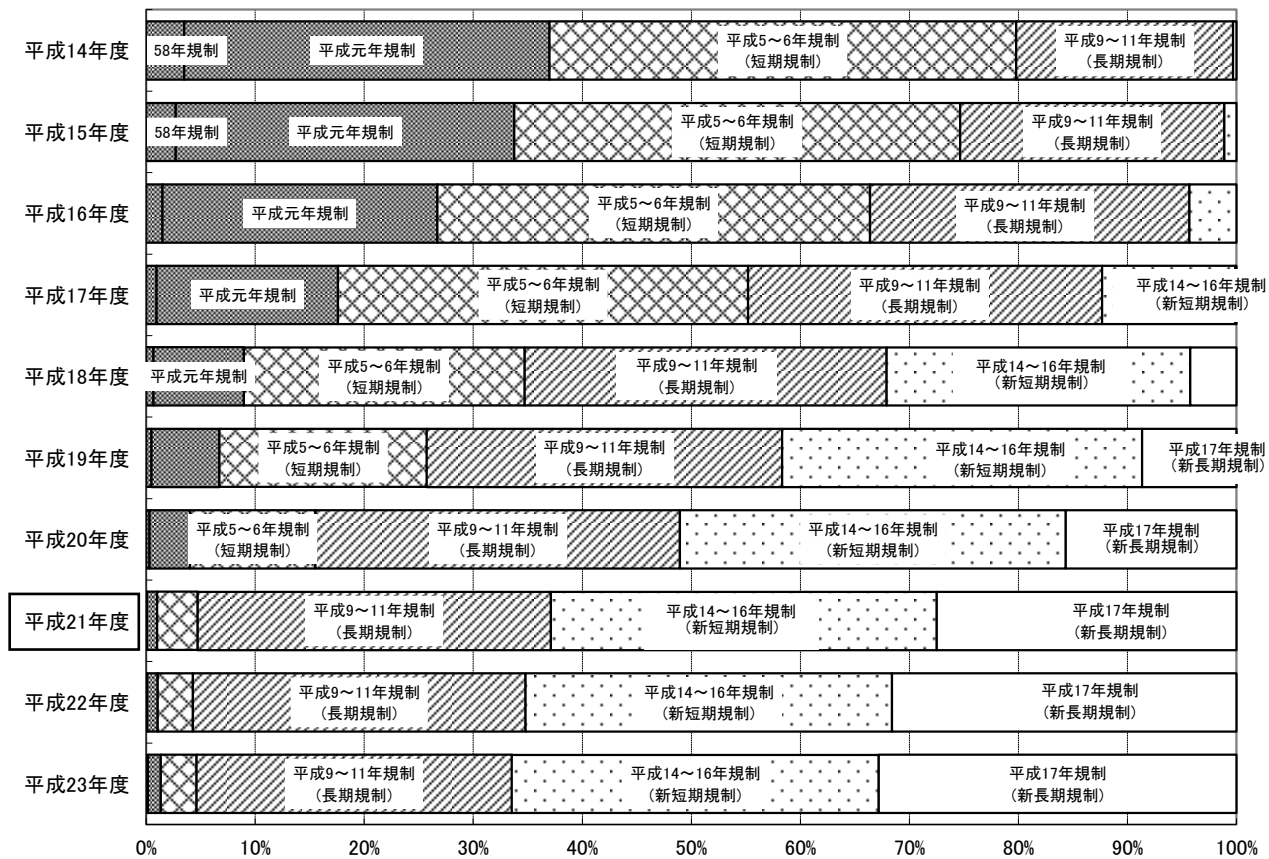 平成14年度
58年規制
平成元年規制
平成5～6年規制
(短期規制)
平成9～11年規制
(長期規制)
平成15年度
58年規制
平成元年規制
平成5～6年規制
(短期規制)
平成9～11年規制
(長期規制)
平成16年度
平成元年規制
平成5～6年規制
(短期規制)
平成9～11年規制
(長期規制)
平成17年度
平成元年規制
平成5～6年規制
(短期規制)
平成9～11年規制
(長期規制)
平成14～16年規制
(新短期規制)
平成18年度
平成元年規制
平成5～6年規制
(短期規制)
平成9～11年規制
(長期規制)
平成14～16年規制
(新短期規制)
平成19年度
平成5～6年規制
(短期規制)
平成9～11年規制
(長期規制)
平成14～16年規制
(新短期規制)
平成17年規制
(新長期規制)
平成20年度
平成5～6年規制
(短期規制)
平成9～11年規制
(長期規制)
平成14～16年規制
(新短期規制)
平成17年規制
(新長期規制)
平成21年度
平成9～11年規制
(長期規制)
平成14～16年規制
(新短期規制)
平成17年規制
(新長期規制)
平成22年度
平成9～11年規制
(長期規制)
平成14～16年規制
(新短期規制)
平成17年規制
(新長期規制)
平成23年度
平成9～11年規制
(長期規制)
平成14～16年規制
(新短期規制)
平成17年規制
(新長期規制)
0% 10% 20% 30% 40% 50% 60% 70% 80% 90% 100%